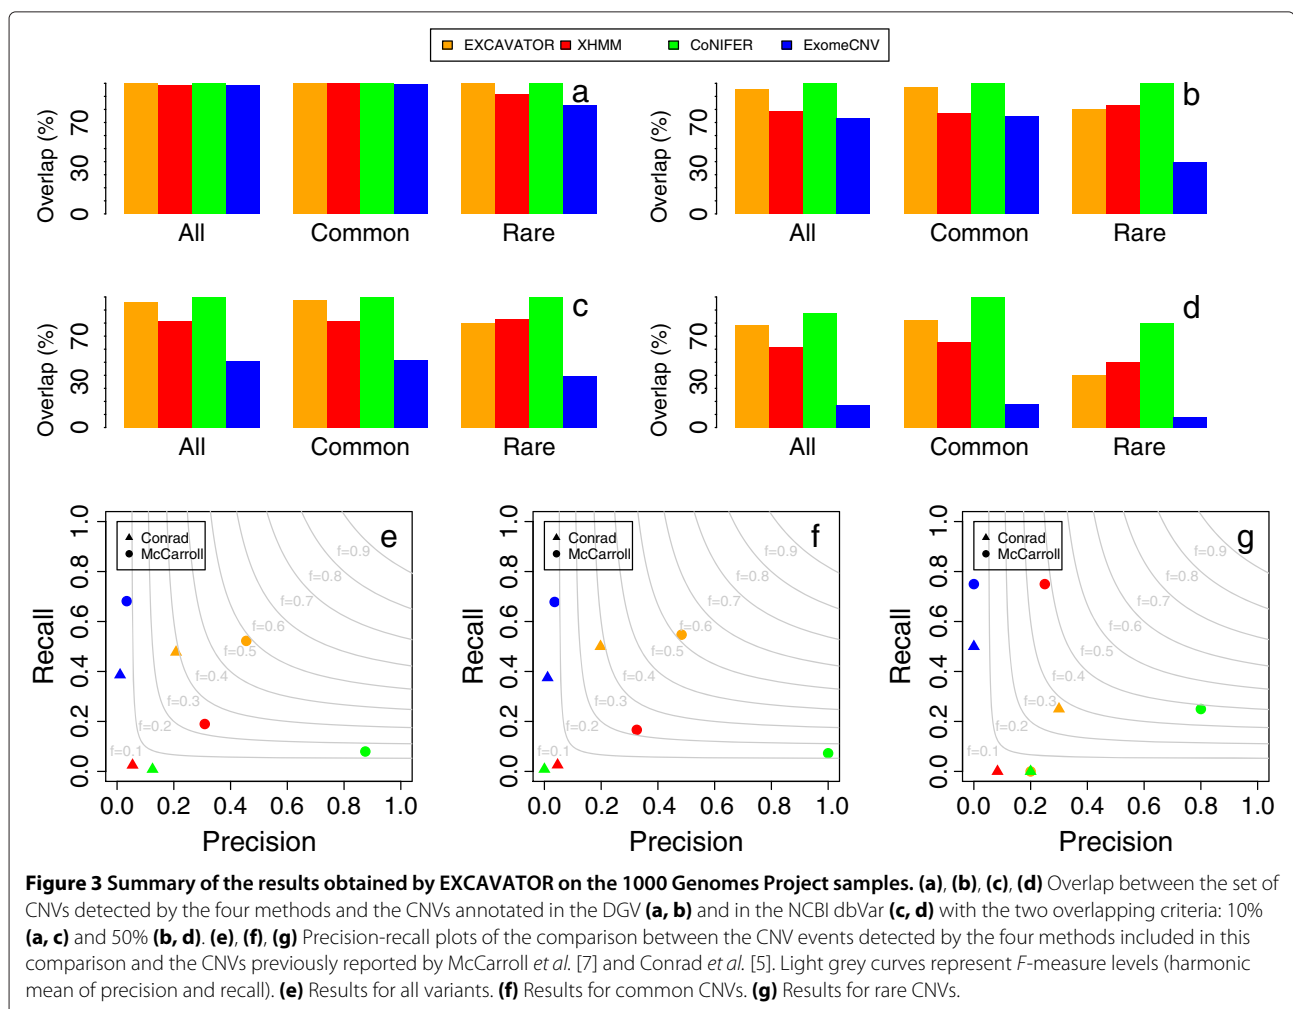 EXCAVATOR XHMM CoNIFER ExomeCNV
Overlap (%)
0 30 70
a
All Common Rare
Overlap (%)
0 30 70
b
All Common Rare
Overlap (%)
0 30 70
c
All Common Rare
Overlap (%)
0 30 70
d
All Common Rare
Recall
0.0 0.2 0.4 0.6 0.8 1.0
Conrad
McCarroll
e
f=0.9
f=0.8
f=0.7
f=0.6
f=0.5
f=0.4
f=0.3
f=0.2
f=0.1
0.0 0.2 0.4 0.6 0.8 1.0
Precision
Recall
0.0 0.2 0.4 0.6 0.8 1.0
Conrad
McCarroll
f
f=0.9
f=0.8
f=0.7
f=0.6
f=0.5
f=0.4
f=0.3
f=0.2
f=0.1
0.0 0.2 0.4 0.6 0.8 1.0
Precision
Recall
0.0 0.2 0.4 0.6 0.8 1.0
Conrad
McCarroll
g
f=0.9
f=0.8
f=0.7
f=0.6
f=0.5
f=0.4
f=0.3
f=0.2
f=0.1
0.0 0.2 0.4 0.6 0.8 1.0
Precision
Figure 3 Summary of the results obtained by EXCAVATOR on the 1000 Genomes Project samples. (a), (b), (c), (d) Overlap between the set of
CNVs detected by the four methods and the CNVs annotated in the DGV (a, b) and in the NCBI dbVar (c, d) with the two overlapping criteria: 10%
(a, c) and 50% (b, d). (e), (f), (g) Precision-recall plots of the comparison between the CNV events detected by the four methods included in this
comparison and the CNVs previously reported by McCarroll et al. [7] and Conrad et al. [5]. Light grey curves represent F-measure levels (harmonic
mean of precision and recall). (e) Results for all variants. (f) Results for common CNVs. (g) Results for rare CNVs.